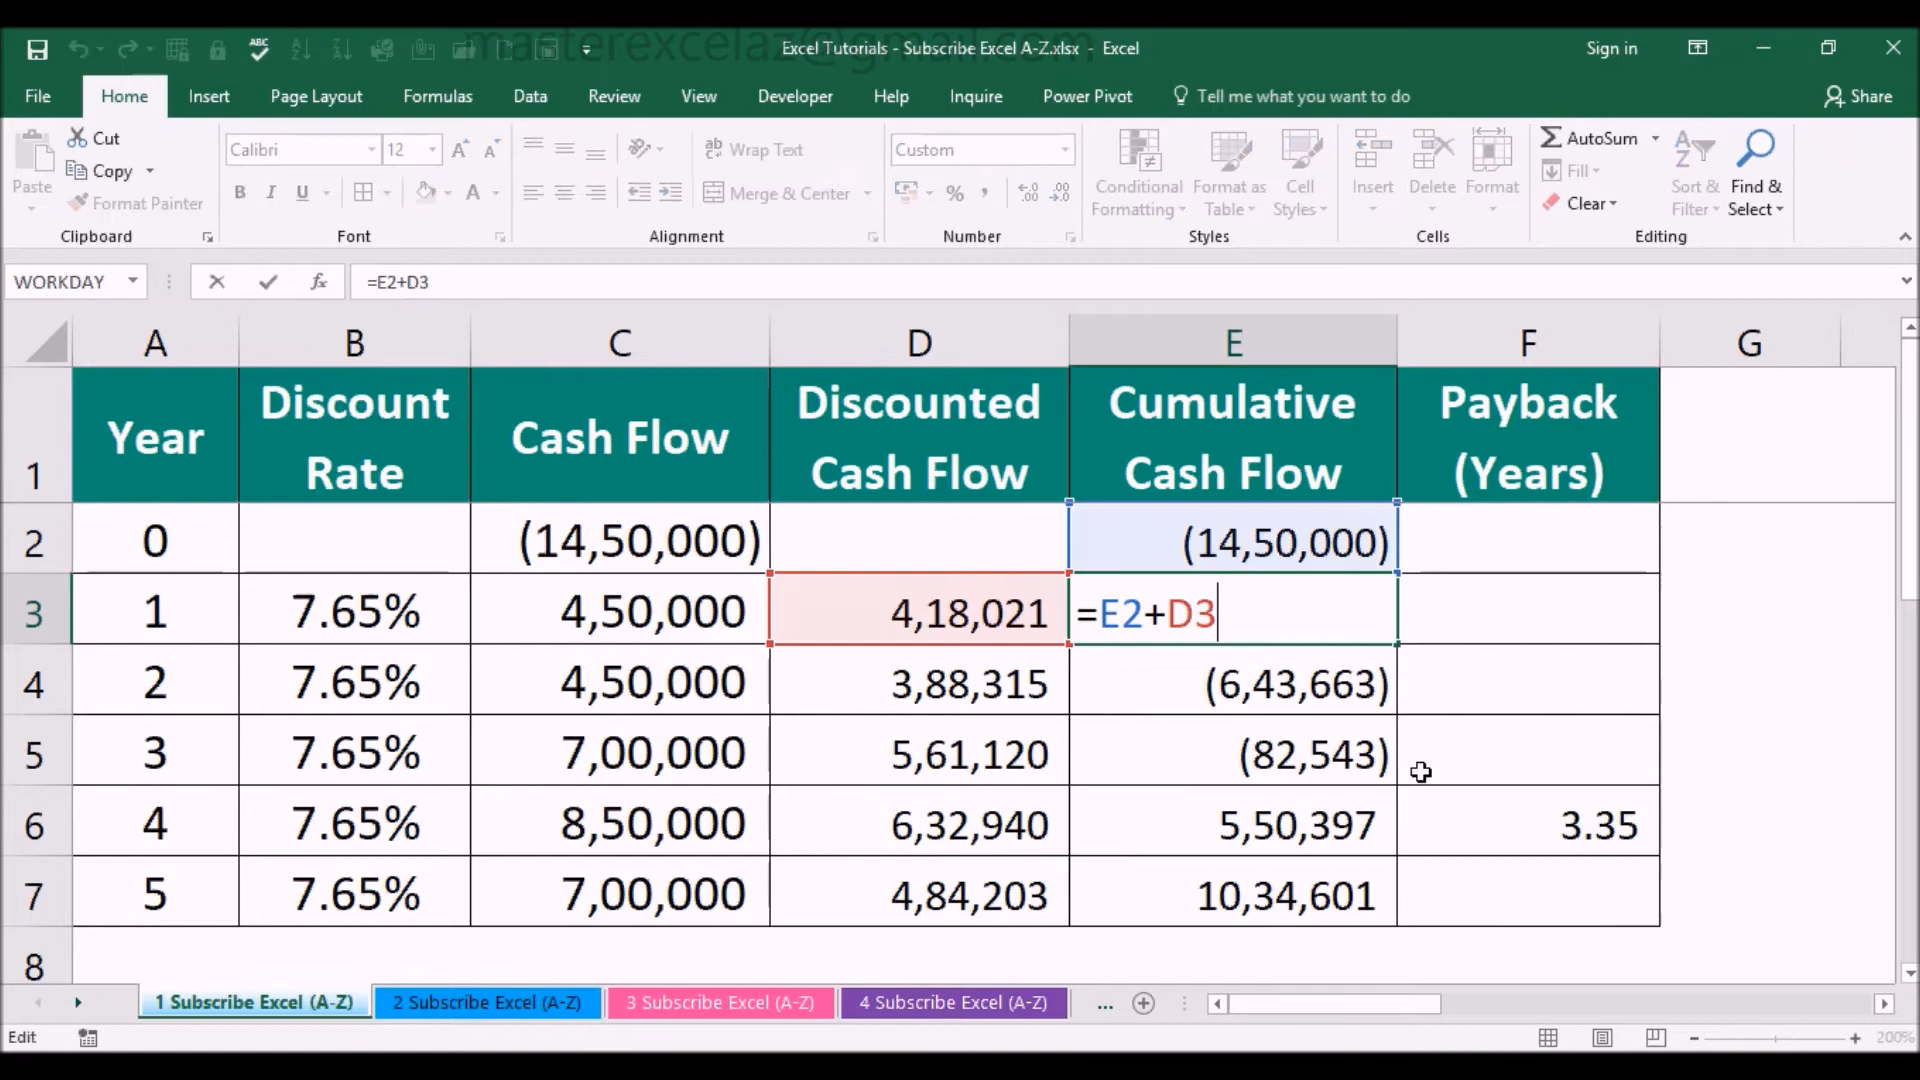 masterexcelaz@gmail.com
Excel Tutorials - Subscribe Excel A-Z.xlsx - Excel
Sign in
File Home Insert Page Layout Formulas Data Review View Developer Help Inquire Power Pivot Tell me what you want to do Share
Paste
Cut
Copy
Format Painter
Clipboard
Calibri 12
B I U
Font
Wrap Text
Merge & Center
Alignment
Custom
%
Number
Conditional Formatting
Format as Table
Cell Styles
Styles
Insert
Delete
Format
Cells
AutoSum
Fill
Clear
Sort & Filter
Find & Select
Editing
WORKDAY fx =E2+D3
A B C D E F G
1 Year Discount Rate Cash Flow Discounted Cash Flow Cumulative Cash Flow Payback (Years)
2 0 (14,50,000) (14,50,000)
3 1 7.65% 4,50,000 4,18,021 =E2+D3
4 2 7.65% 4,50,000 3,88,315 (6,43,663)
5 3 7.65% 7,00,000 5,61,120 (82,543)
6 4 7.65% 8,50,000 6,32,940 5,50,397 3.35
7 5 7.65% 7,00,000 4,84,203 10,34,601
8
1 Subscribe Excel (A-Z) 2 Subscribe Excel (A-Z) 3 Subscribe Excel (A-Z) 4 Subscribe Excel (A-Z) ...
Edit 200%